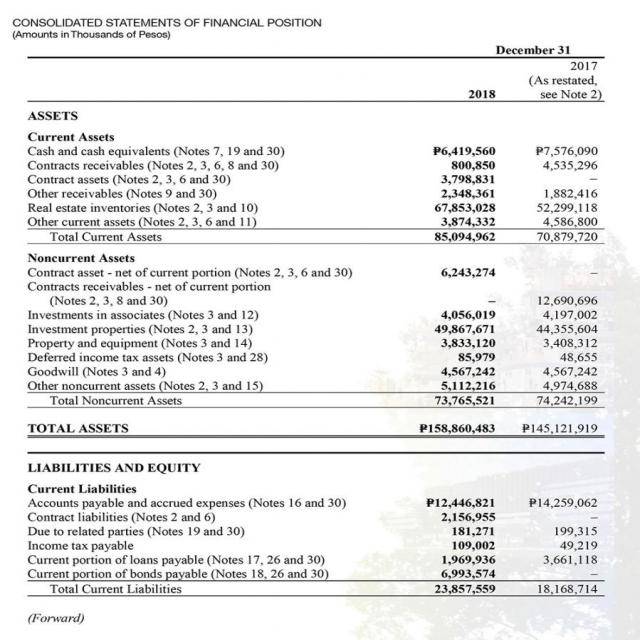 CONSOLIDATED STATEMENTS OF FINANCIAL POSITION
(Amounts in Thousands of Pesos)
December 31
2017
(As restated,
2018 see Note 2)
ASSETS
Current Assets
Cash and cash equivalents (Notes 7, 19 and 30) ₱6,419,560 ₱7,576,090
Contracts receivables (Notes 2, 3, 6, 8 and 30) 800,850 4,535,296
Contract assets (Notes 2, 3, 6 and 30) 3,798,831 –
Other receivables (Notes 9 and 30) 2,348,361 1,882,416
Real estate inventories (Notes 2, 3 and 10) 67,853,028 52,299,118
Other current assets (Notes 2, 3, 6 and 11) 3,874,332 4,586,800
Total Current Assets 85,094,962 70,879,720
Noncurrent Assets
Contract asset - net of current portion (Notes 2, 3, 6 and 30) 6,243,274 –
Contracts receivables - net of current portion
(Notes 2, 3, 8 and 30) – 12,690,696
Investments in associates (Notes 3 and 12) 4,056,019 4,197,002
Investment properties (Notes 2, 3 and 13) 49,867,671 44,355,604
Property and equipment (Notes 3 and 14) 3,833,120 3,408,312
Deferred income tax assets (Notes 3 and 28) 85,979 48,655
Goodwill (Notes 3 and 4) 4,567,242 4,567,242
Other noncurrent assets (Notes 2, 3 and 15) 5,112,216 4,974,688
Total Noncurrent Assets 73,765,521 74,242,199
TOTAL ASSETS ₱158,860,483 ₱145,121,919
LIABILITIES AND EQUITY
Current Liabilities
Accounts payable and accrued expenses (Notes 16 and 30) ₱12,446,821 ₱14,259,062
Contract liabilities (Notes 2 and 6) 2,156,955 –
Due to related parties (Notes 19 and 30) 181,271 199,315
Income tax payable 109,002 49,219
Current portion of loans payable (Notes 17, 26 and 30) 1,969,936 3,661,118
Current portion of bonds payable (Notes 18, 26 and 30) 6,993,574 –
Total Current Liabilities 23,857,559 18,168,714
(Forward)